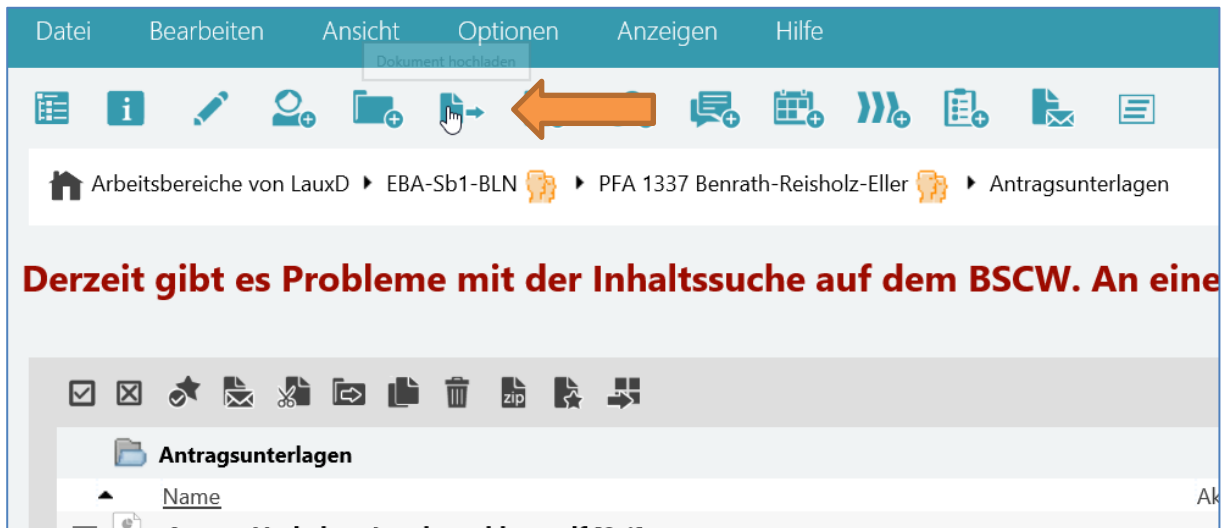 Datei Bearbeiten Ansicht Optionen Anzeigen Hilfe
Dokument hochladen
Arbeitsbereiche von LauxD EBA-Sb1-BLN PFA 1337 Benrath-Reisholz-Eller Antragsunterlagen
Derzeit gibt es Probleme mit der Inhaltssuche auf dem BSCW. An eine
zip
Antragsunterlagen
Name Ak